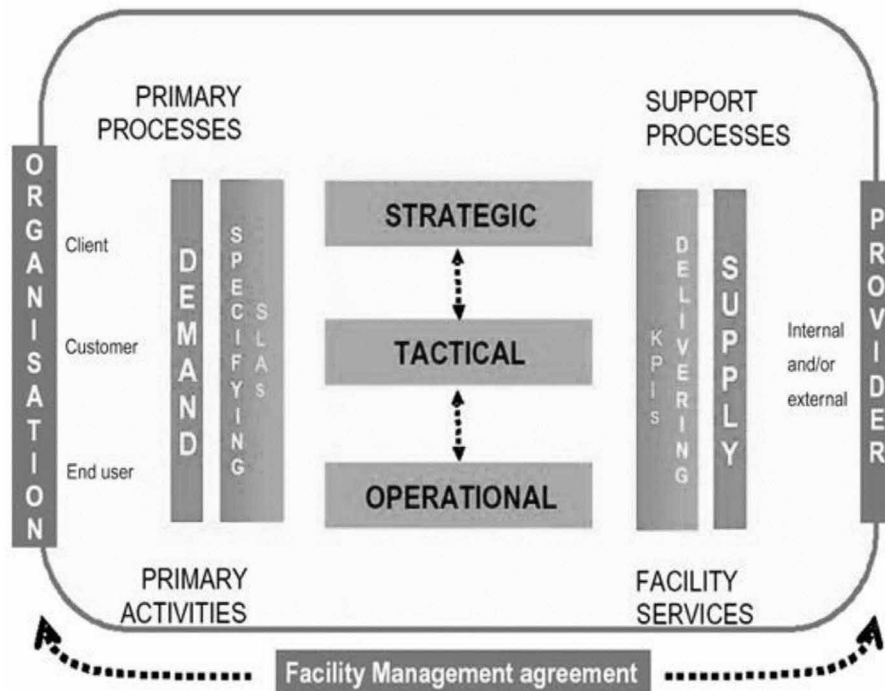 PRIMARY
PROCESSES
SUPPORT
PROCESSES
ORGANISATION
Client
Customer
End user
DEMAND
SPECIFYING
SLAs
STRATEGIC
TACTICAL
OPERATIONAL
KPIs
DELIVERING
SUPPLY
Internal
and/or
external
PROVIDER
PRIMARY
ACTIVITIES
FACILITY
SERVICES
Facility Management agreement